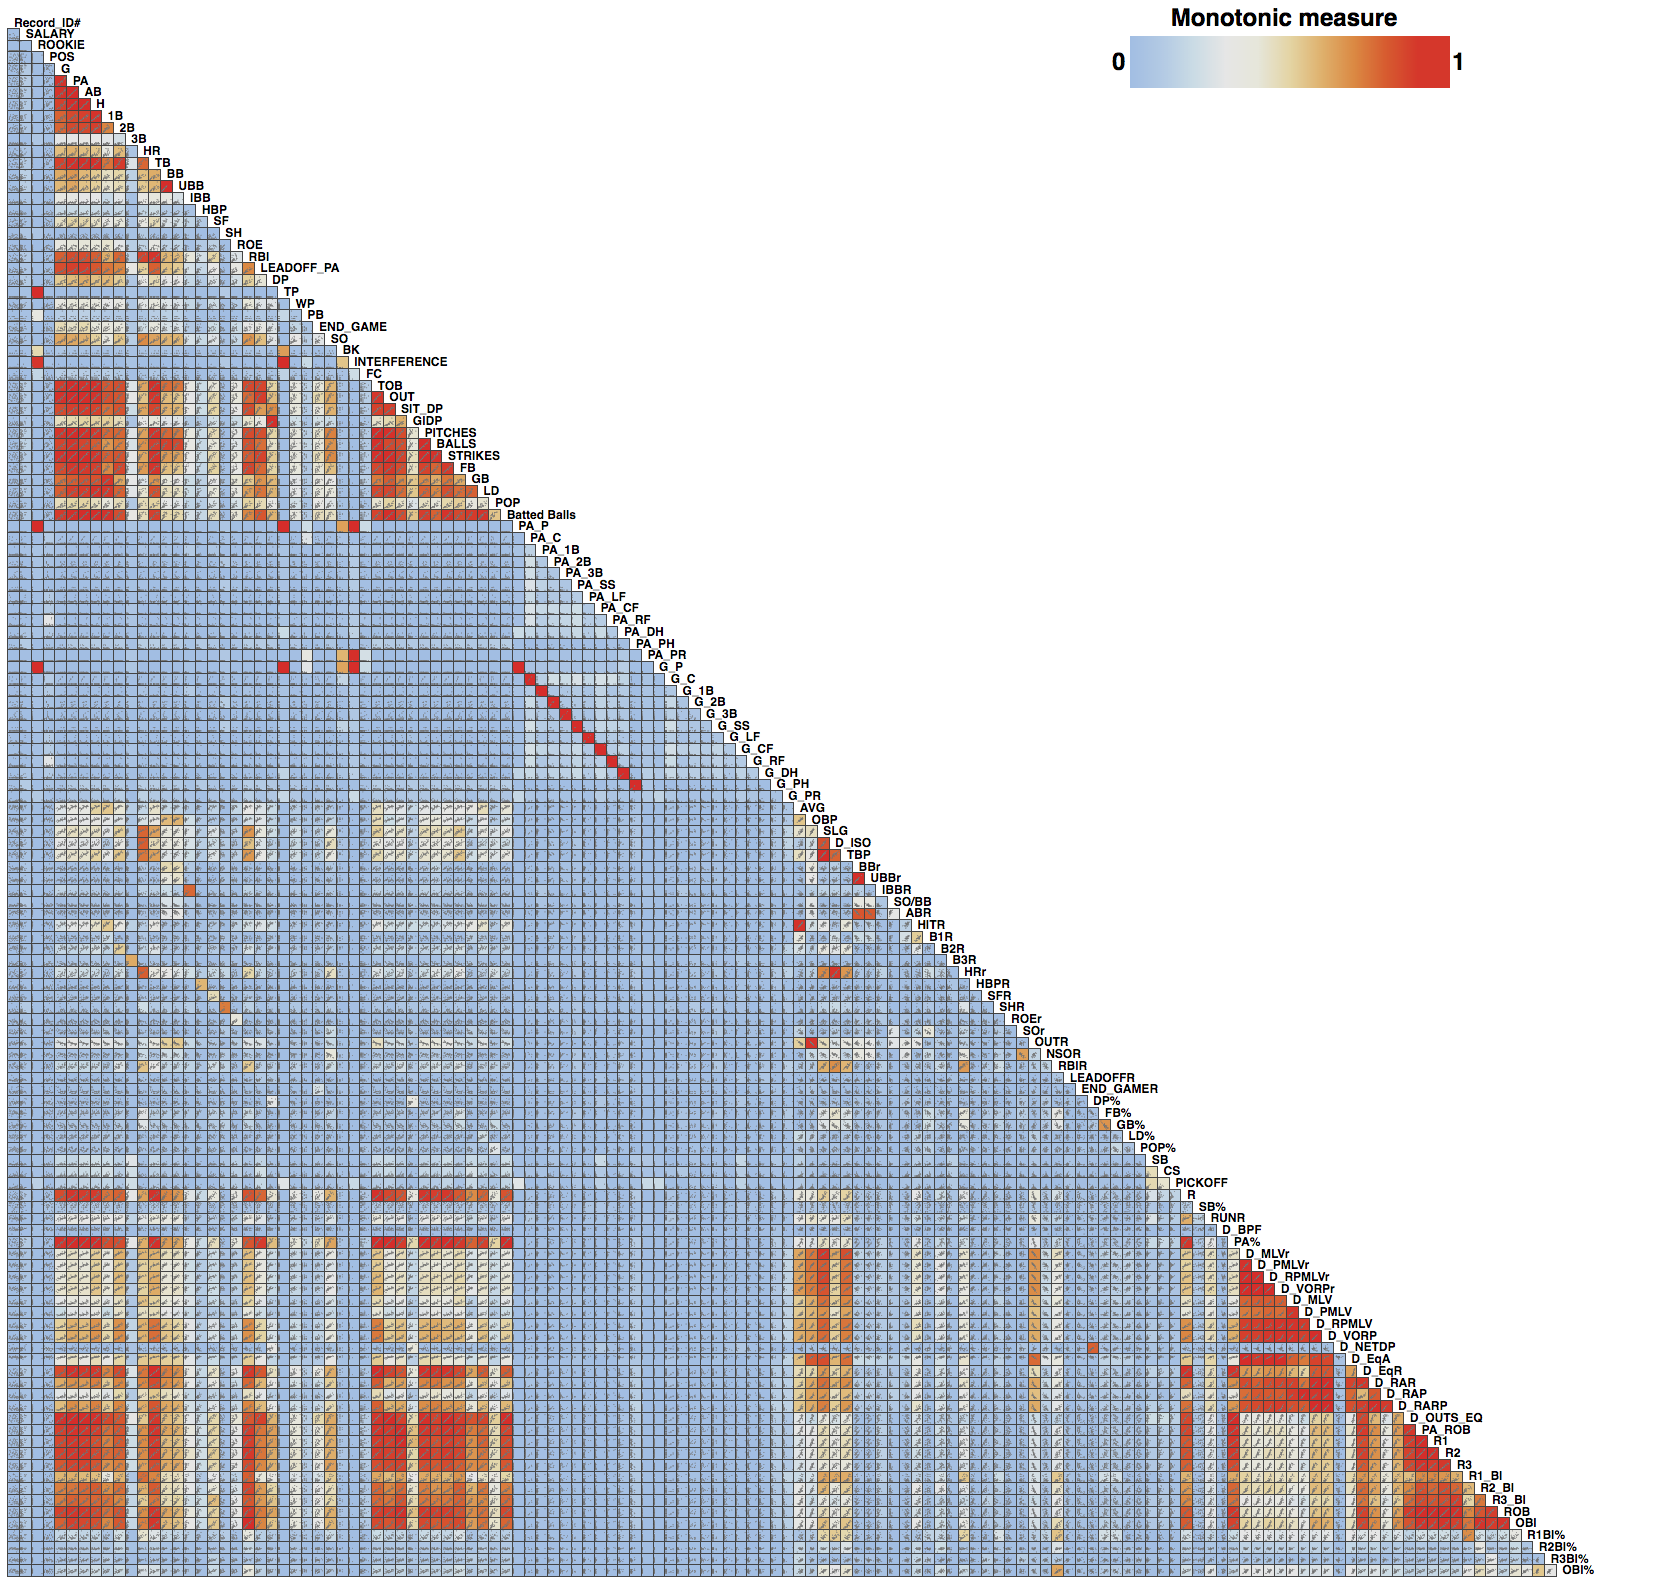 Monotonic measure
0 1
Record_ID#
SALARY
ROOKIE
POS
G
PA
AB
H
1B
2B
3B
HR
TB
BB
UBB
IBB
HBP
SF
SH
ROE
RBI
LEADOFF_PA
DP
TP
WP
PB
END_GAME
SO
BK
INTERFERENCE
FC
TOB
OUT
SIT_DP
GIDP
PITCHES
BALLS
STRIKES
FB
GB
LD
POP
Batted Balls
PA_P
PA_C
PA_1B
PA_2B
PA_3B
PA_SS
PA_LF
PA_CF
PA_RF
PA_DH
PA_PH
PA_PR
G_P
G_C
G_1B
G_2B
G_3B
G_SS
G_LF
G_CF
G_RF
G_DH
G_PH
G_PR
AVG
OBP
SLG
D_ISO
TBP
BBr
UBBr
IBBR
SO/BB
ABR
HITR
B1R
B2R
B3R
HRr
HBPR
SFR
SHR
ROEr
SOr
OUTR
NSOR
RBIR
LEADOFFR
END_GAMER
DP%
FB%
GB%
LD%
POP%
SB
CS
PICKOFF
R
SB%
RUNR
D_BPF
PA%
D_MLVr
D_PMLVr
D_RPMLVr
D_VORPr
D_MLV
D_PMLV
D_RPMLV
D_VORP
D_NETDP
D_EqA
D_EqR
D_RAR
D_RAP
D_RARP
D_OUTS_EQ
PA_ROB
R1
R2
R3
R1_BI
R2_BI
R3_BI
ROB
OBI
R1BI%
R2BI%
R3BI%
OBI%